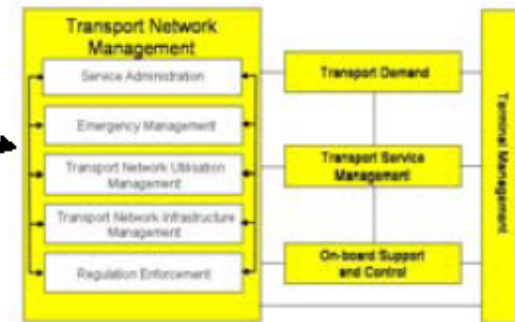 Transport Network
Management
Service Administration
Emergency Management
Transport Network Utilisation
Management
Transport Network Infrastructure
Management
Regulation Enforcement
Transport Demand
Transport Service
Management
On-board Support
and Control
Terminal Management